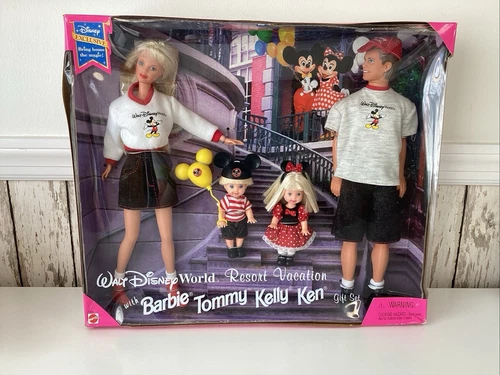 Disney
EXCLUSIVE
Bring home
the magic!
WALT DISNEY WORLD
WALT DISNEY WORLD
WALT DISNEY WORLD Resort Vacation
with Barbie Tommy Kelly Ken Gift Set
WARNING: